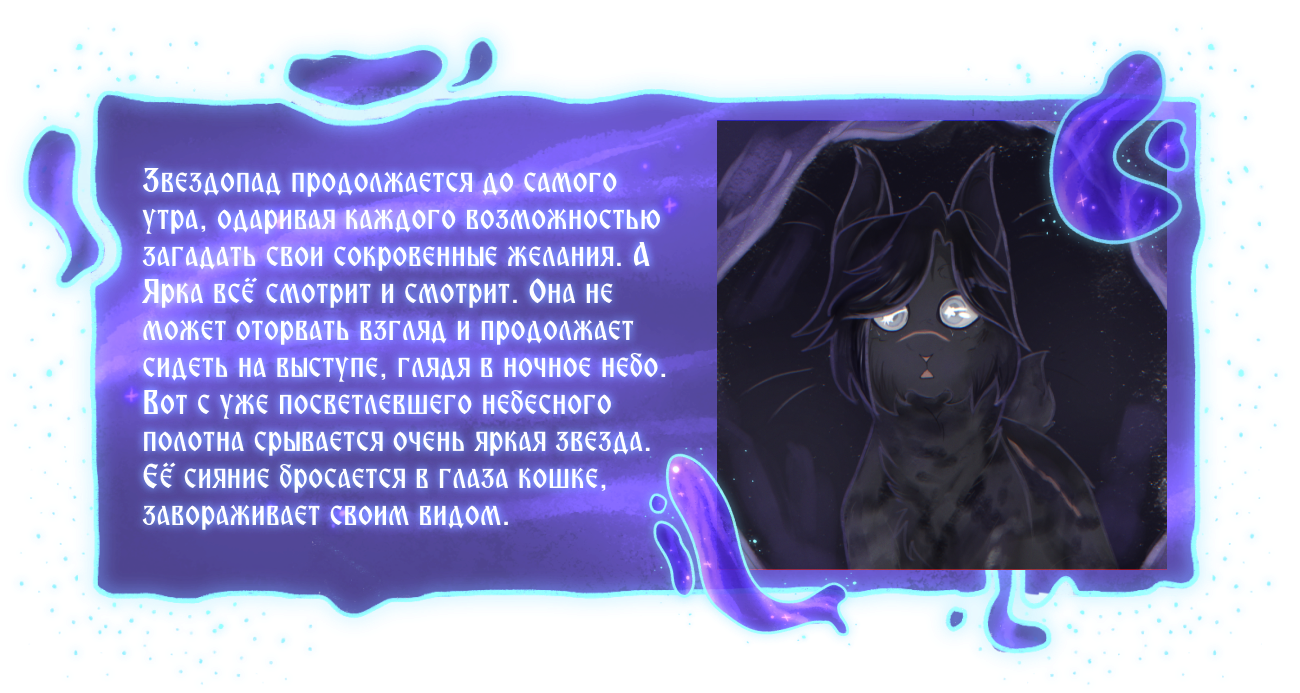 Звездопад продолжается до самого
утра, одаривая каждого возможностью
загадать свои сокровенные желания. А
Ярка всё смотрит и смотрит. Она не
может оторвать взгляд и продолжает
сидеть на выступе, глядя в ночное небо.
Вот с уже посветлевшего небесного
полотна срывается очень яркая звезда.
Её сияние бросается в глаза кошке,
завораживает своим видом.